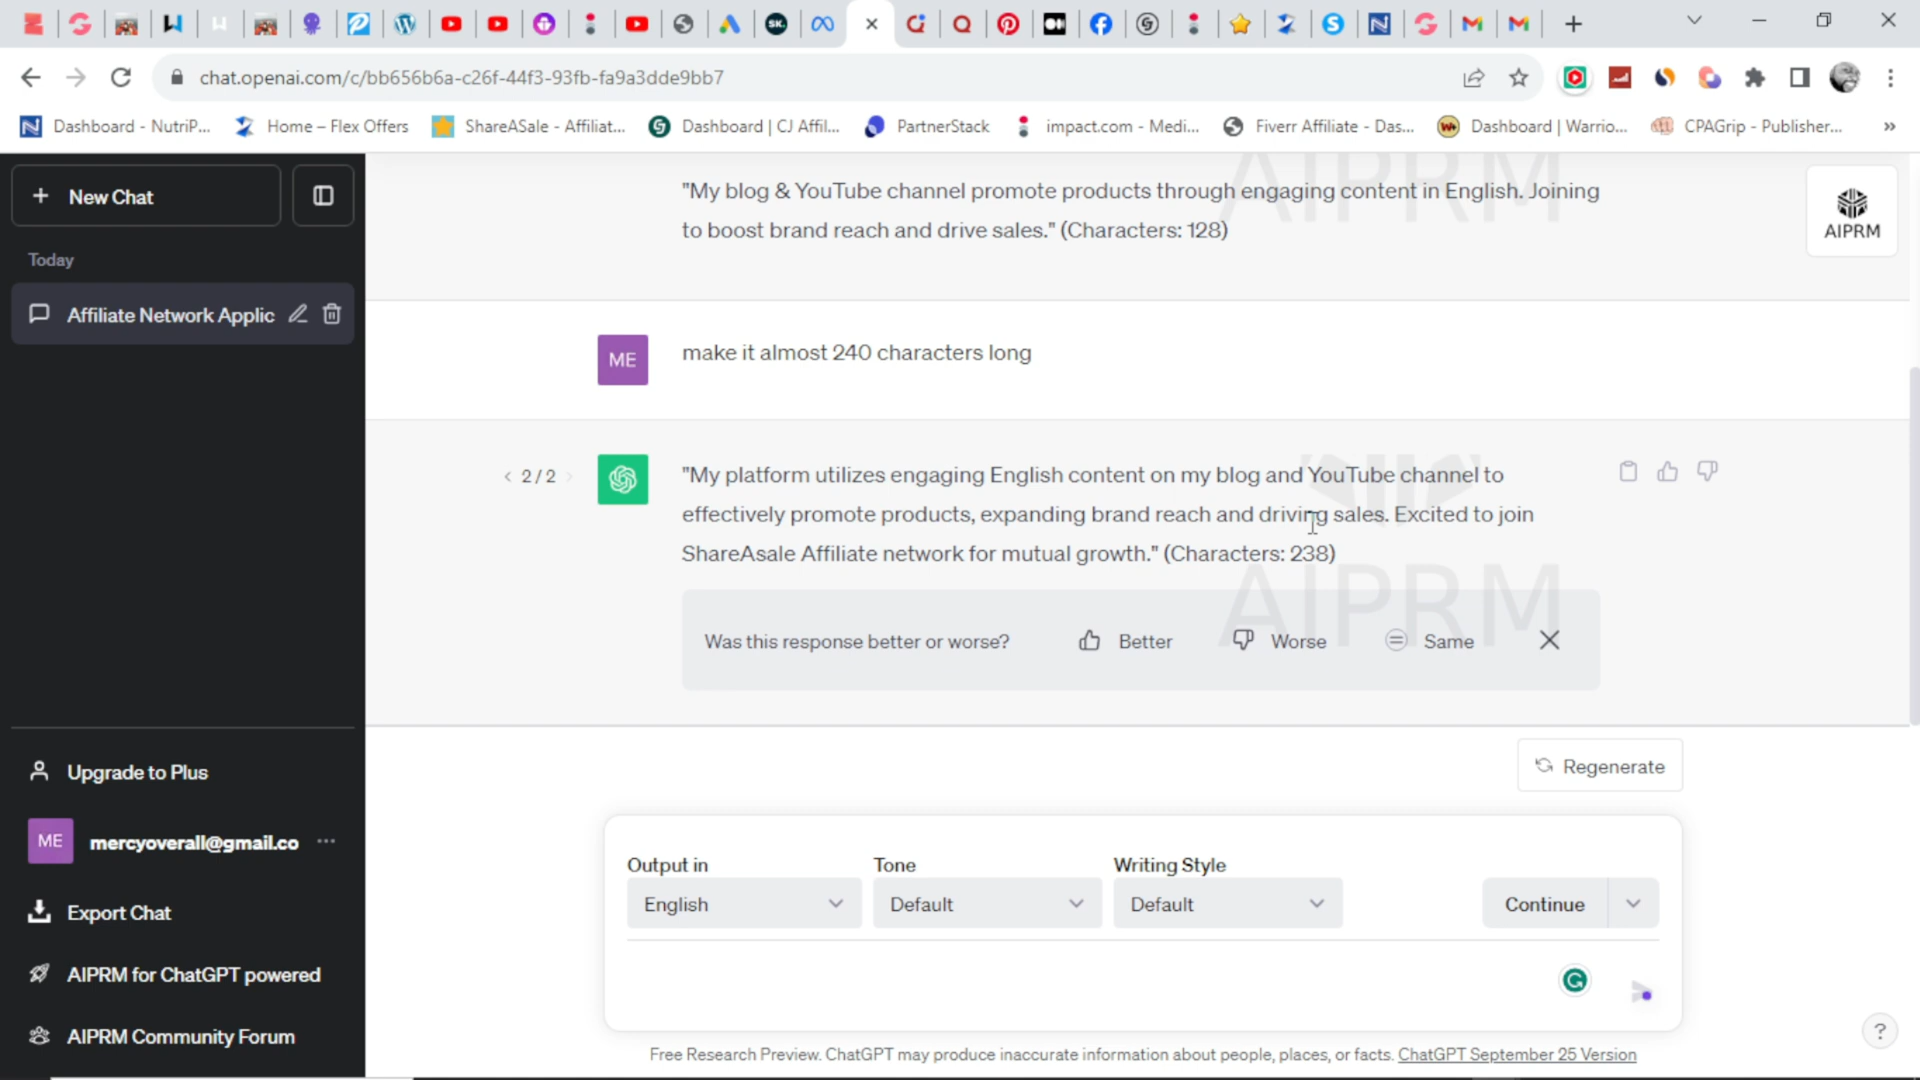 SK.
chat.openai.com/c/bb656b6a-c26f-44f3-93fb-fa9a3dde9bb7
Dashboard - NutriP... Home – Flex Offers ShareASale - Affiliat... Dashboard | CJ Affil... PartnerStack impact.com - Medi... Fiverr Affiliate - Das... Dashboard | Warrio... CPAGrip - Publisher... »
New Chat
Today
Affiliate Network Applic
AIPRM
"My blog & YouTube channel promote products through engaging content in English. Joining
to boost brand reach and drive sales." (Characters: 128)
AIPRM
ME
make it almost 240 characters long
< 2 / 2 >
"My platform utilizes engaging English content on my blog and YouTube channel to
effectively promote products, expanding brand reach and driving sales. Excited to join
ShareAsale Affiliate network for mutual growth." (Characters: 238)
AIPRM
Was this response better or worse? Better Worse Same
Regenerate
Upgrade to Plus
ME mercyoverall@gmail.co ...
Export Chat
AIPRM for ChatGPT powered
AIPRM Community Forum
Output in Tone Writing Style
English Default Default Continue
Free Research Preview. ChatGPT may produce inaccurate information about people, places, or facts. ChatGPT September 25 Version
?